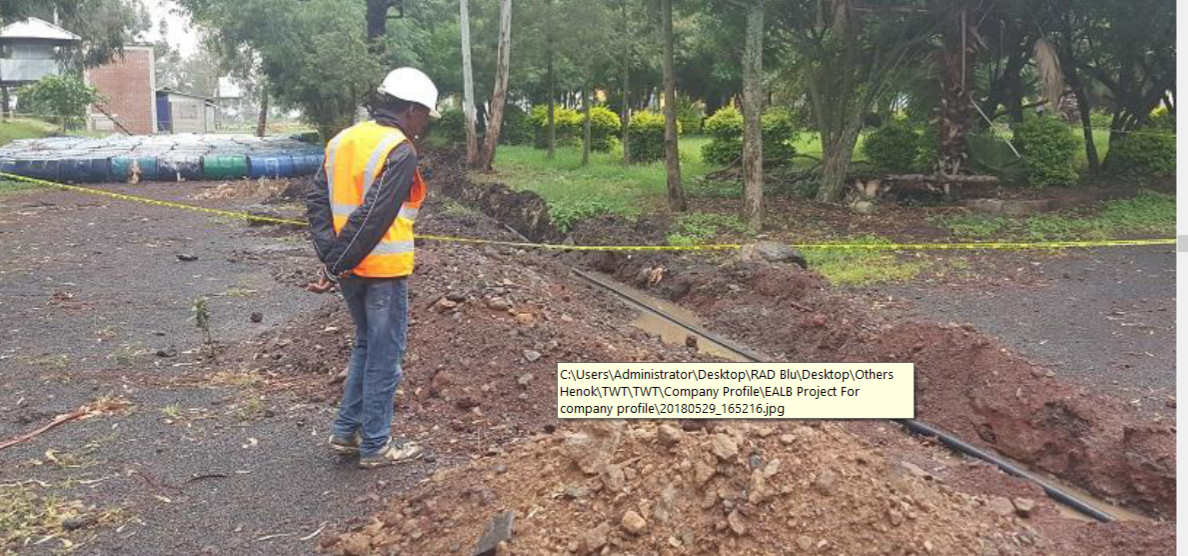 C:\Users\Administrator\Desktop\RAD Blu\Desktop\Others
Henok\TWT\TWT\Company Profile\EALB Project For
company profile\20180529_165216.jpg